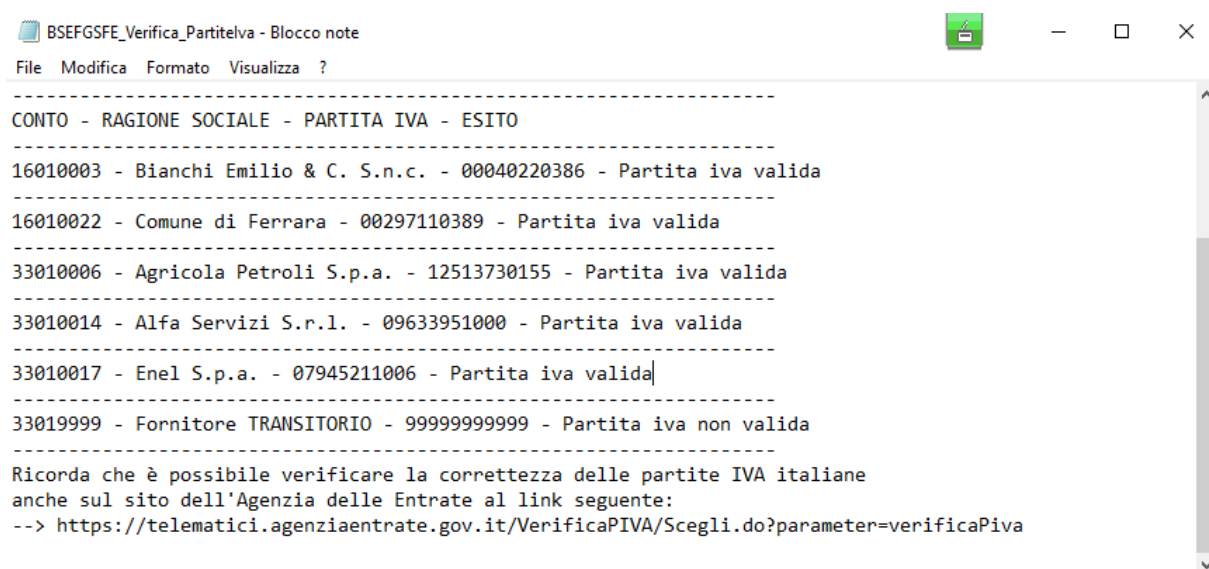 BSEFGSFE_Verifica_PartiteIva - Blocco note
File Modifica Formato Visualizza ?
-------------------------------------------------------------------
CONTO - RAGIONE SOCIALE - PARTITA IVA - ESITO
-------------------------------------------------------------------
16010003 - Bianchi Emilio & C. S.n.c. - 00040220386 - Partita iva valida
-------------------------------------------------------------------
16010022 - Comune di Ferrara - 00297110389 - Partita iva valida
-------------------------------------------------------------------
33010006 - Agricola Petroli S.p.a. - 12513730155 - Partita iva valida
-------------------------------------------------------------------
33010014 - Alfa Servizi S.r.l. - 09633951000 - Partita iva valida
-------------------------------------------------------------------
33010017 - Enel S.p.a. - 07945211006 - Partita iva valida
-------------------------------------------------------------------
33019999 - Fornitore TRANSITORIO - 99999999999 - Partita iva non valida
-------------------------------------------------------------------
Ricorda che è possibile verificare la correttezza delle partite IVA italiane
anche sul sito dell'Agenzia delle Entrate al link seguente:
--> https://telematici.agenziaentrate.gov.it/VerificaPIVA/Scegli.do?parameter=verificaPiva